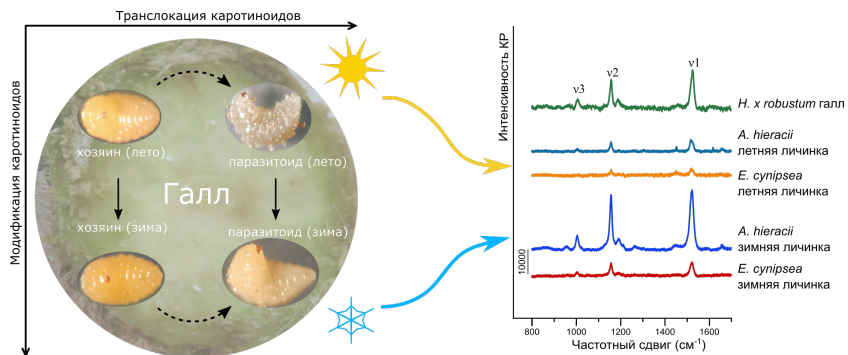 Транслокация каротиноидов
Модификация каротиноидов
хозяин (лето)
паразитоид (лето)
Галл
хозяин (зима)
паразитоид (зима)
Интенсивность КР
ν3
ν2
ν1
H. x robustum галл
A. hieracii
летняя личинка
E. cynipsea
летняя личинка
A. hieracii
зимняя личинка
E. cynipsea
зимняя личинка
10000
800 1000 1200 1400 1600
Частотный сдвиг (см⁻¹)